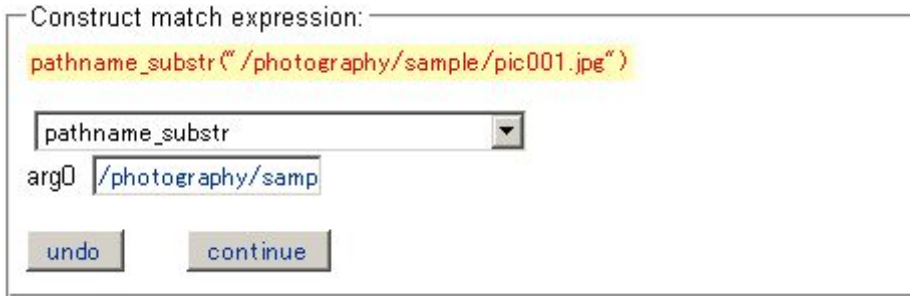 Construct match expression:
pathname_substr("/photography/sample/pic001.jpg")
pathname_substr
arg0 /photography/samp
undo continue